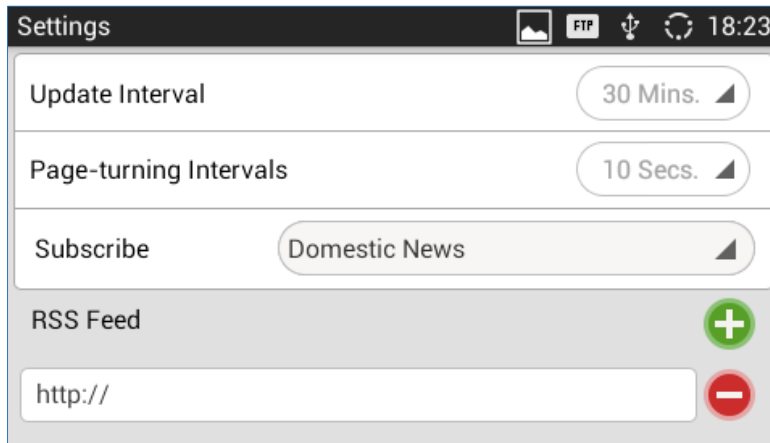 Settings FTP 18:23
Update Interval 30 Mins.
Page-turning Intervals 10 Secs.
Subscribe Domestic News
RSS Feed
http://